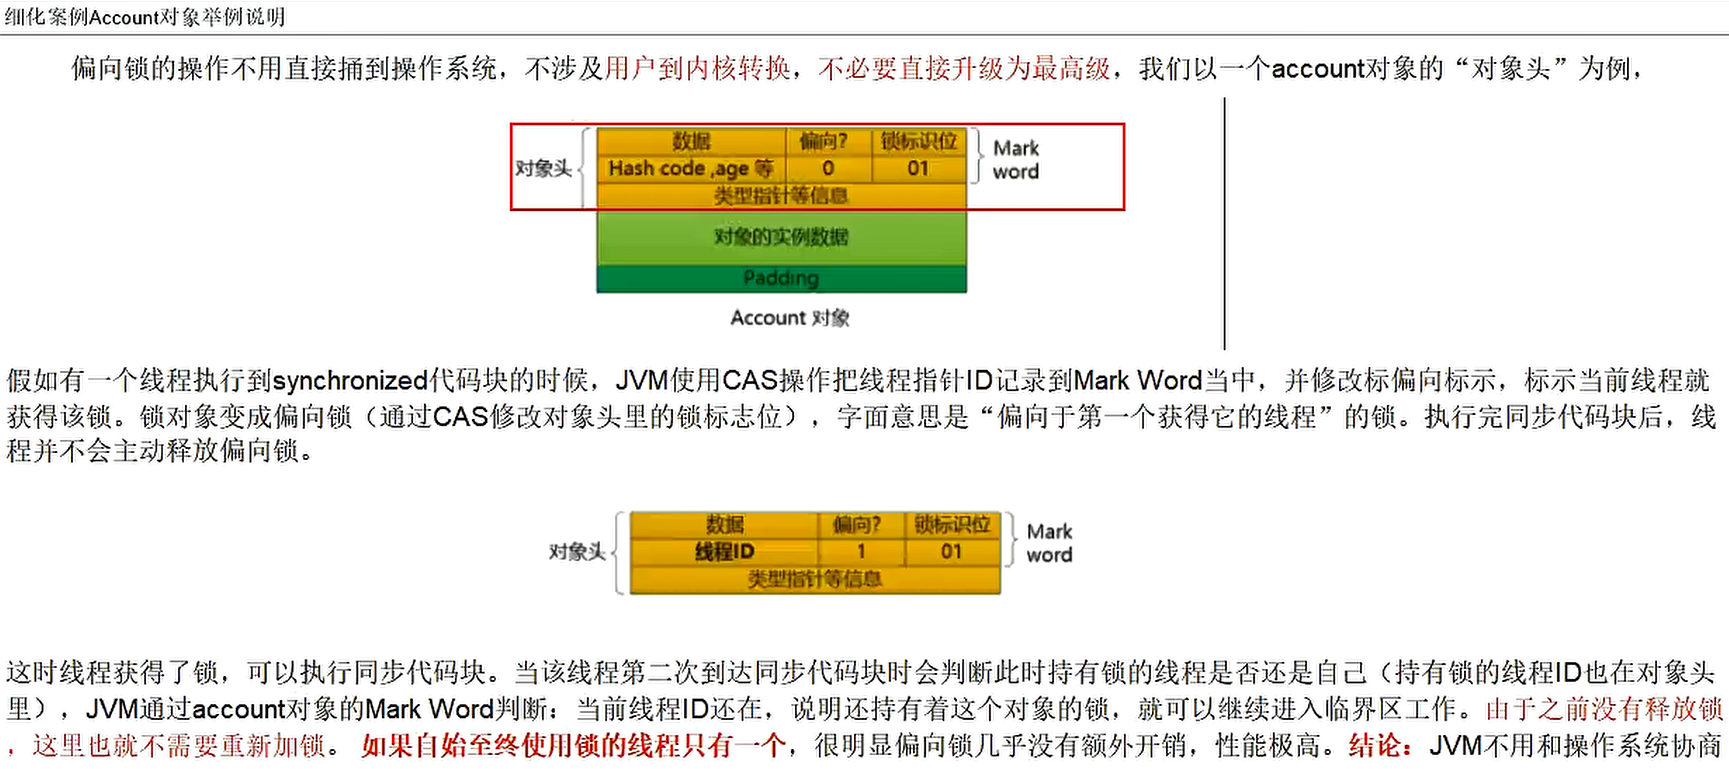 细化案例Account对象举例说明
偏向锁的操作不用直接捅到操作系统，不涉及用户到内核转换，不必要直接升级为最高级，我们以一个account对象的“对象头”为例，
数据 偏向? 锁标识位
对象头 Hash code ,age 等 0 01 Mark word
类型指针等信息
对象的实例数据
Padding
Account 对象
假如有一个线程执行到synchronized代码块的时候，JVM使用CAS操作把线程指针ID记录到Mark Word当中，并修改标偏向标示，标示当前线程就
获得该锁。锁对象变成偏向锁（通过CAS修改对象头里的锁标志位），字面意思是“偏向于第一个获得它的线程”的锁。执行完同步代码块后，线
程并不会主动释放偏向锁。
数据 偏向? 锁标识位
对象头 线程ID 1 01 Mark word
类型指针等信息
这时线程获得了锁，可以执行同步代码块。当该线程第二次到达同步代码块时会判断此时持有锁的线程是否还是自己（持有锁的线程ID也在对象头
里），JVM通过account对象的Mark Word判断：当前线程ID还在，说明还持有着这个对象的锁，就可以继续进入临界区工作。由于之前没有释放锁
，这里也就不需要重新加锁。 如果自始至终使用锁的线程只有一个，很明显偏向锁几乎没有额外开销，性能极高。结论：JVM不用和操作系统协商